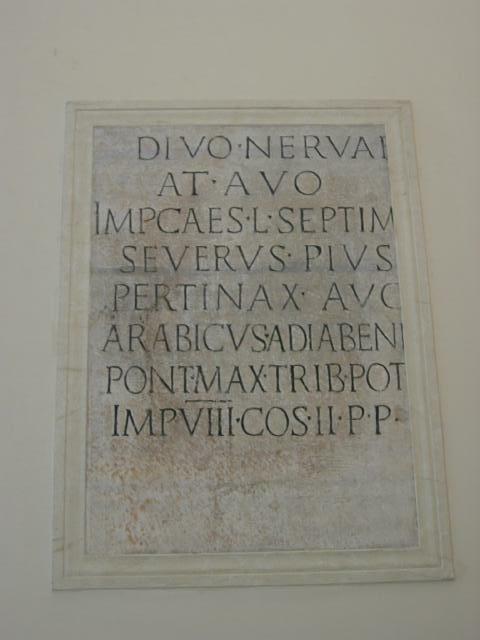 DIVO·NERVAE
AT·AVO
IMPCAES·L·SEPTIM
SEVERVS·PIVS
PERTINAX·AVG
ARABICVS·ADIABENI
PONT·MAX·TRIB·POT
IMPVIII·COS·II·P·P·